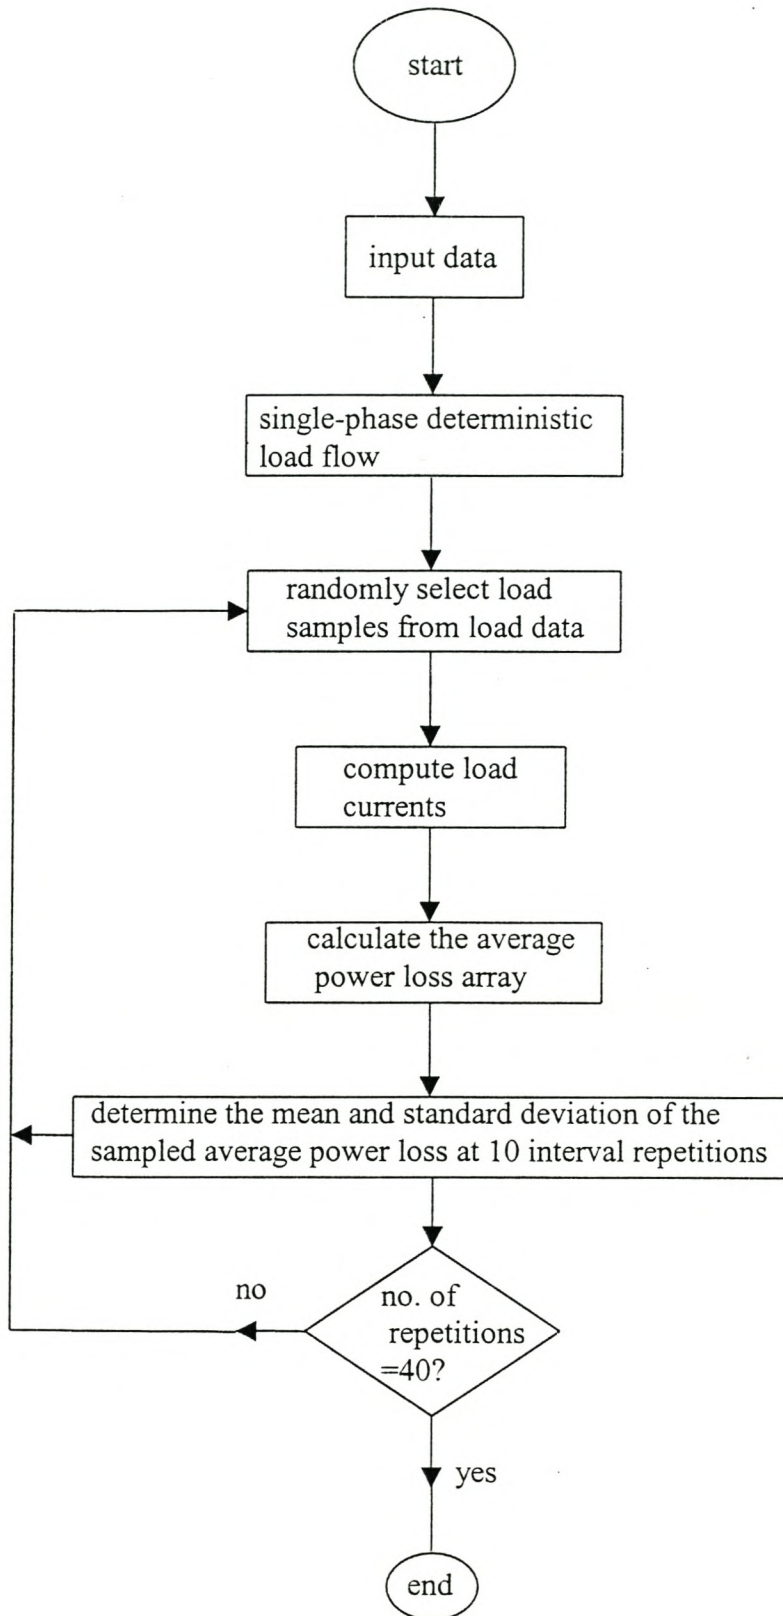 start
input data
single-phase deterministic
load flow
randomly select load
samples from load data
compute load
currents
calculate the average
power loss array
determine the mean and standard deviation of the
sampled average power loss at 10 interval repetitions
no
no. of
repetitions
=40?
yes
end